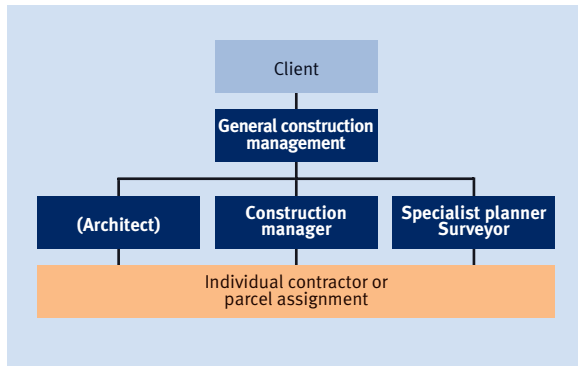 Client
General construction
management
(Architect)
Construction
manager
Specialist planner
Surveyor
Individual contractor or
parcel assignment